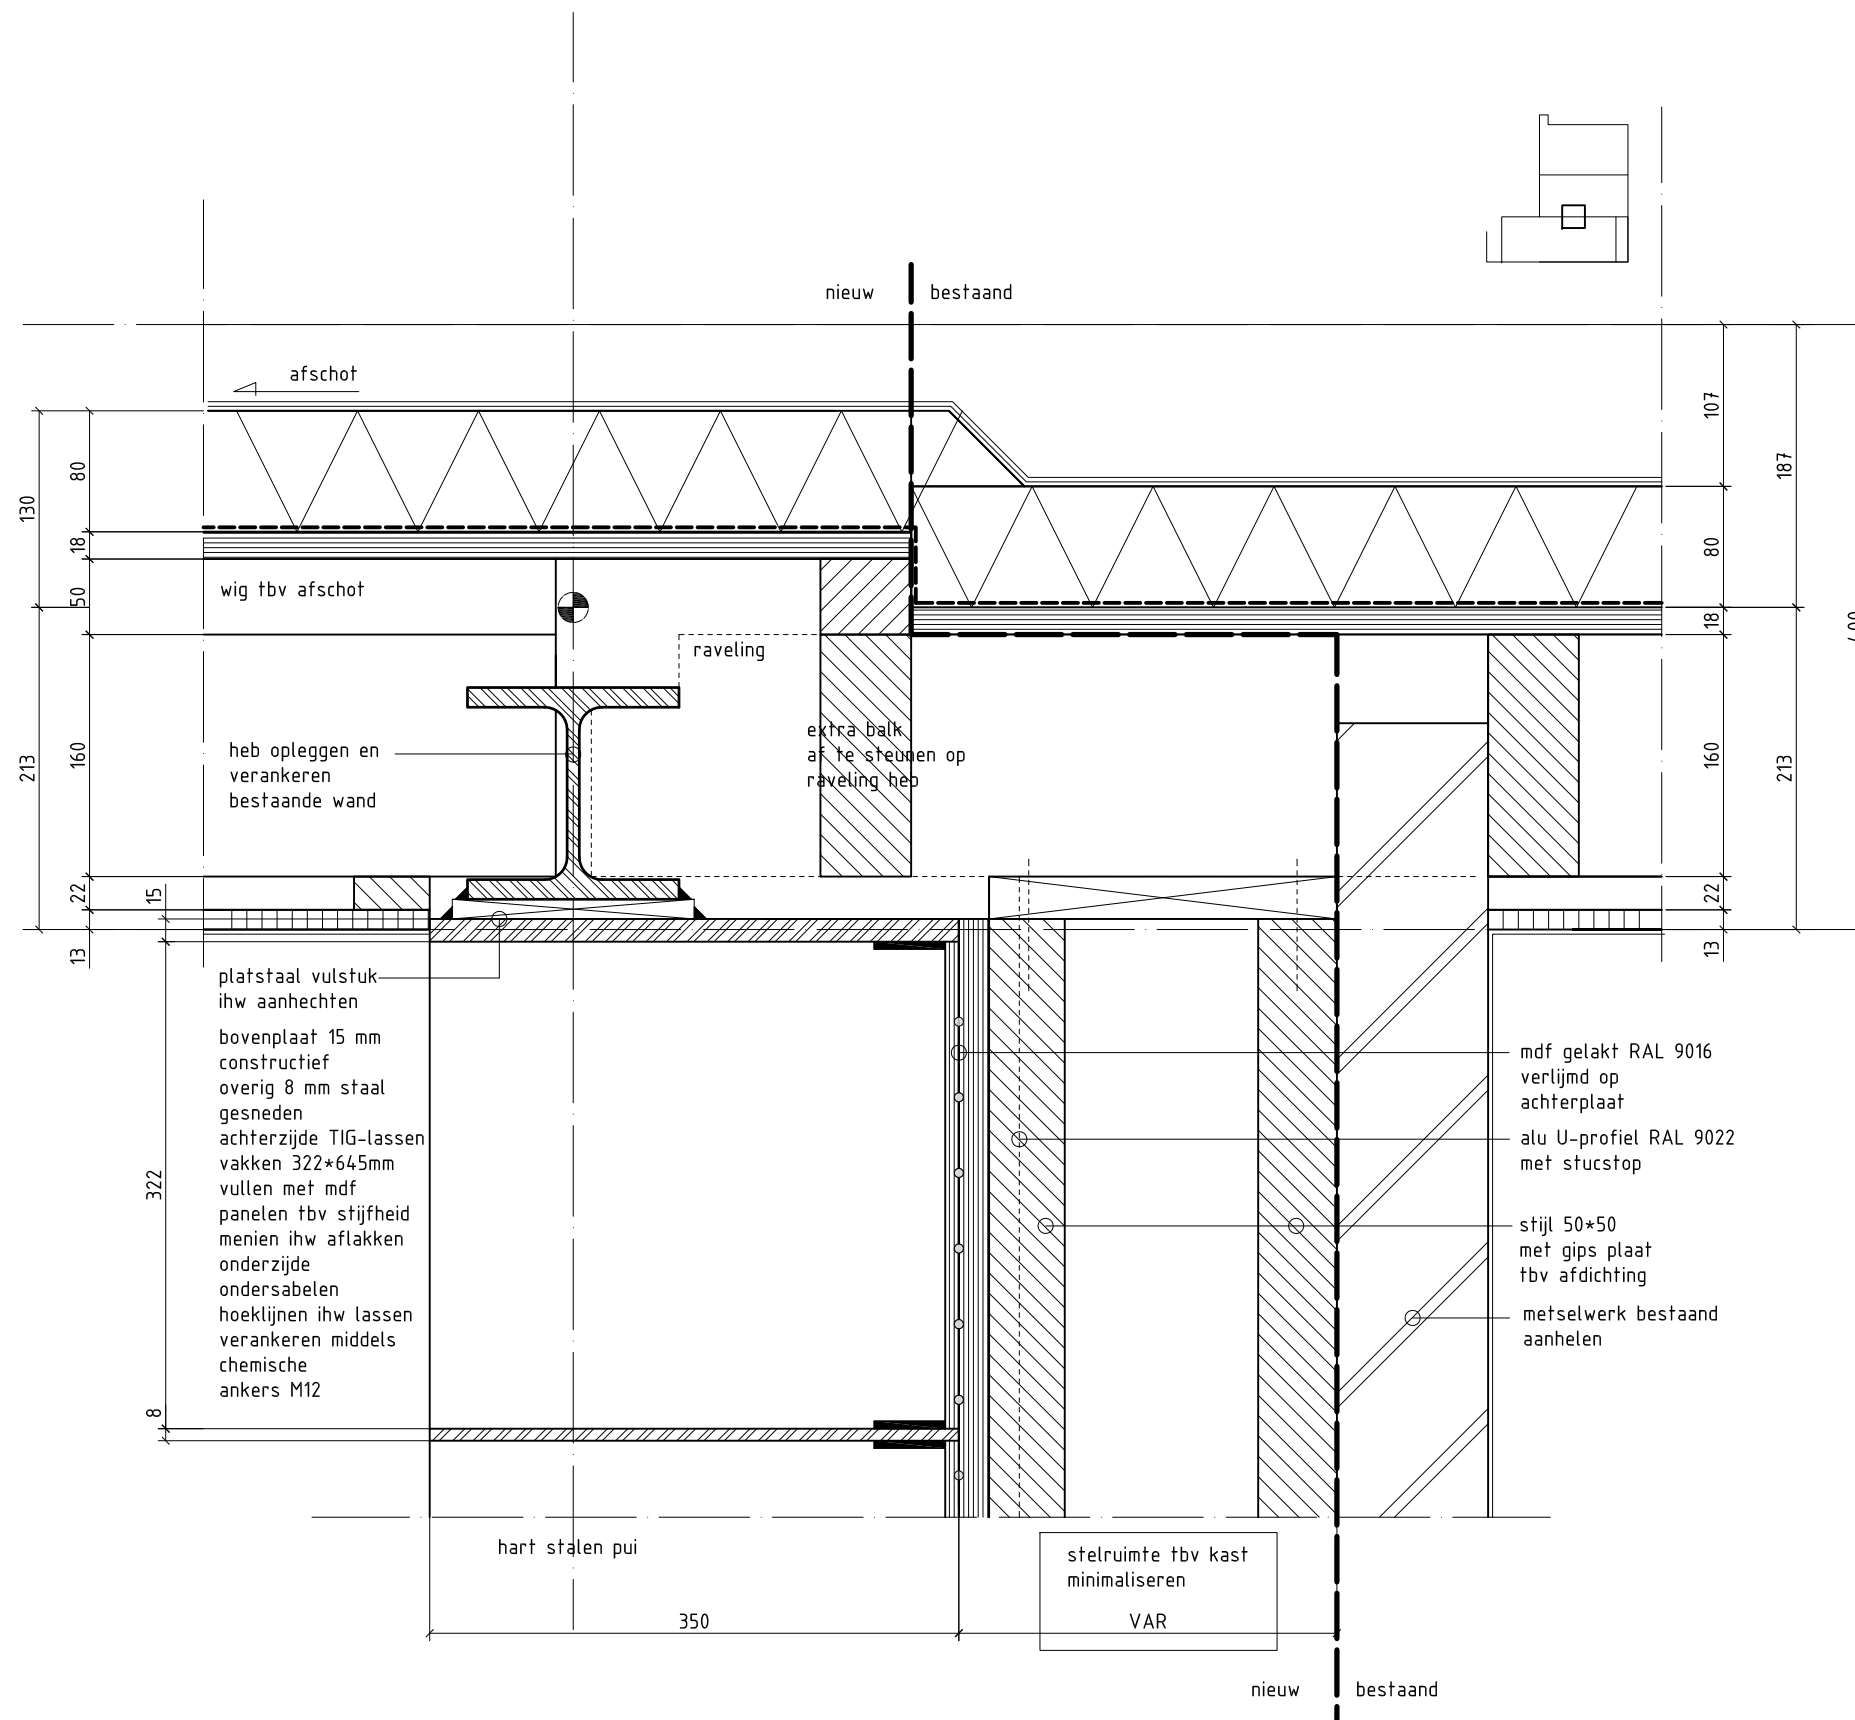 nieuw
bestaand
afschot
107
187
80
130
18
80
50
wig tbv afschot
18
raveling
extra balk
af te steunen op
raveling heb
heb opleggen en
verankeren
bestaande wand
213
160
160
213
22
15
13
22
13
platstaal vulstuk
ihw aanhechten
bovenplaat 15 mm
constructief
overig 8 mm staal
gesneden
achterzijde TIG-lassen
vakken 322*645mm
vullen met mdf
panelen tbv stijfheid
menien ihw aflakken
onderzijde
ondersabelen
hoeklijnen ihw lassen
verankeren middels
chemische
ankers M12
322
8
mdf gelakt RAL 9016
verlijmd op
achterplaat
alu U-profiel RAL 9022
met stucstop
stijl 50*50
met gips plaat
tbv afdichting
metselwerk bestaand
aanhelen
hart stalen pui
stelruimte tbv kast
minimaliseren
350
VAR
nieuw
bestaand